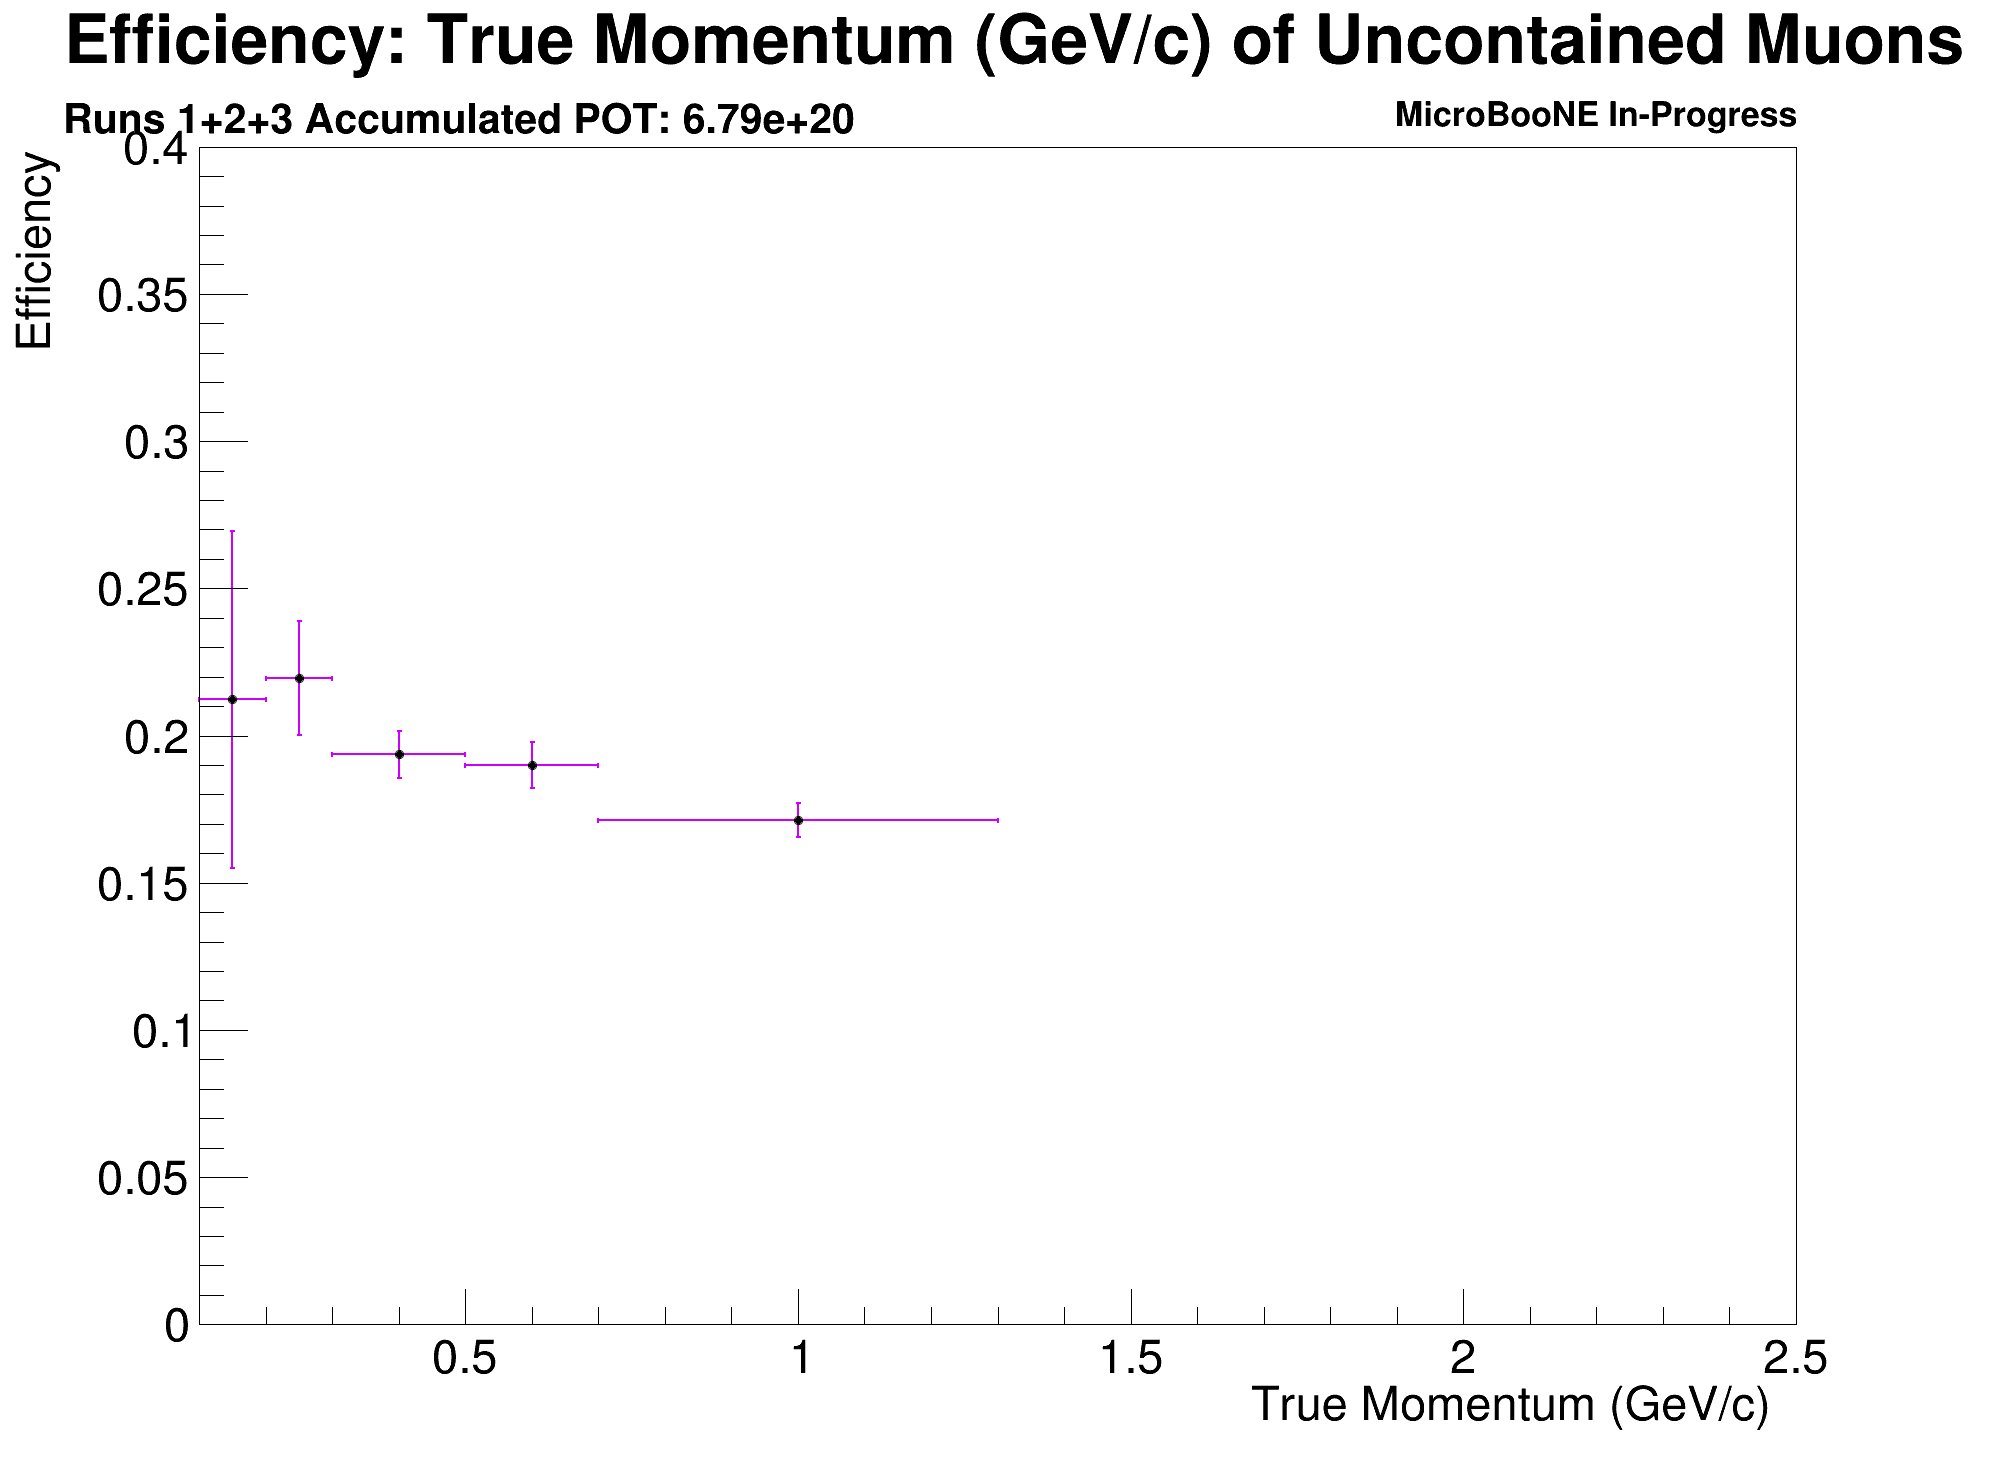 Efficiency: True Momentum (GeV/c) of Uncontained Muons
Runs 1+2+3 Accumulated POT: 6.79e+20
MicroBooNE In-Progress
Efficiency
0.4
0.35
0.3
0.25
0.2
0.15
0.1
0.05
0
0.5
1
1.5
2
2.5
True Momentum (GeV/c)